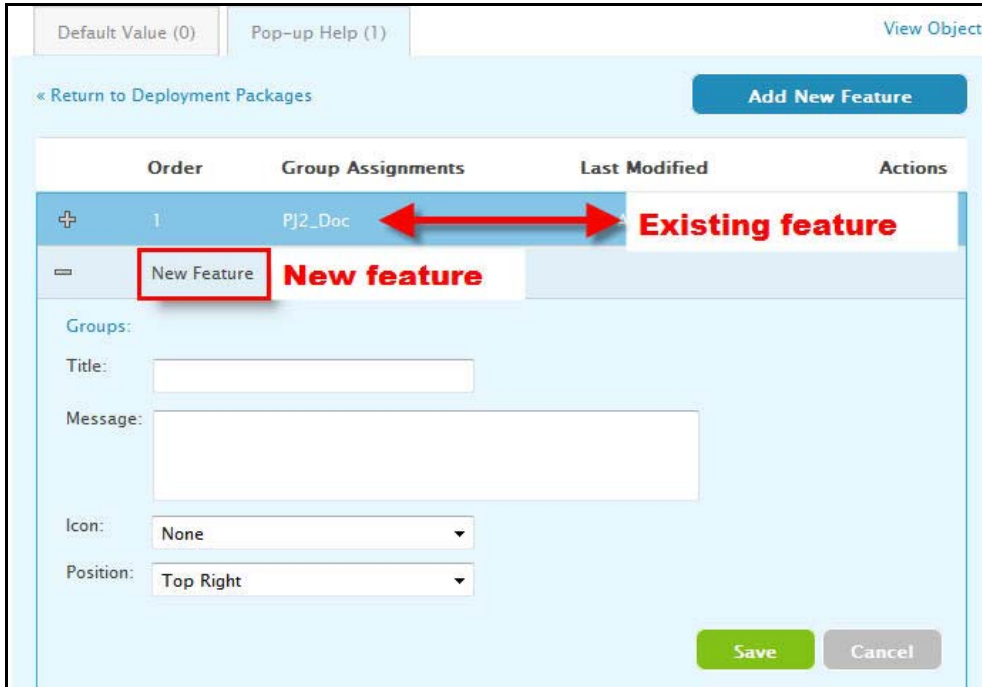 Default Value (0) Pop-up Help (1) View Object
« Return to Deployment Packages Add New Feature
Order Group Assignments Last Modified Actions
1 PJ2_Doc Existing feature
New Feature New feature
Groups:
Title:
Message:
Icon: None
Position: Top Right
Save Cancel